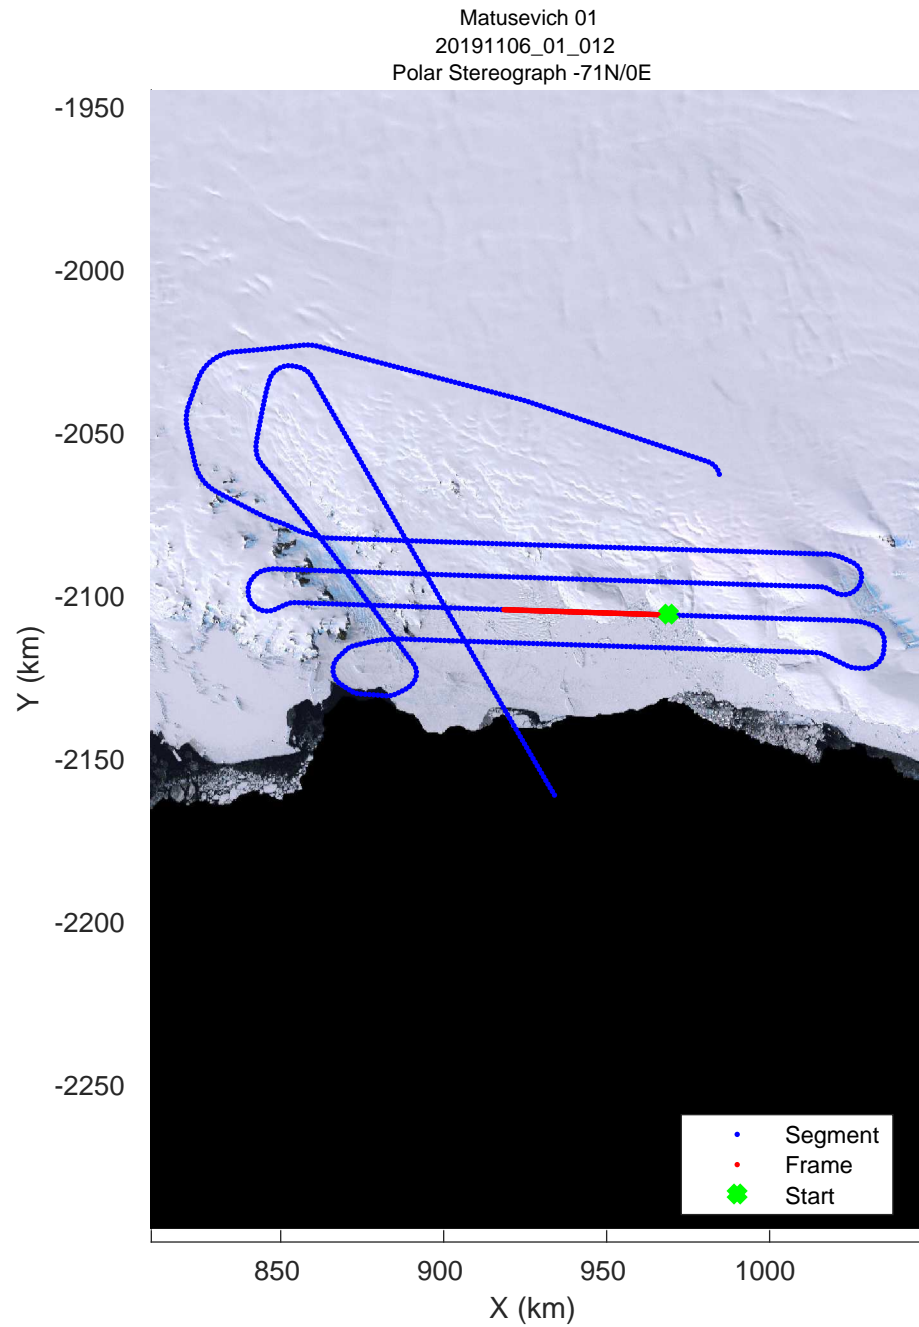 Matusevich 01
20191106_01_012
Polar Stereograph -71N/0E
-1950
-2000
-2050
-2100
-2150
-2200
-2250
Y (km)
Segment
Frame
Start
850
900
950
1000
X (km)